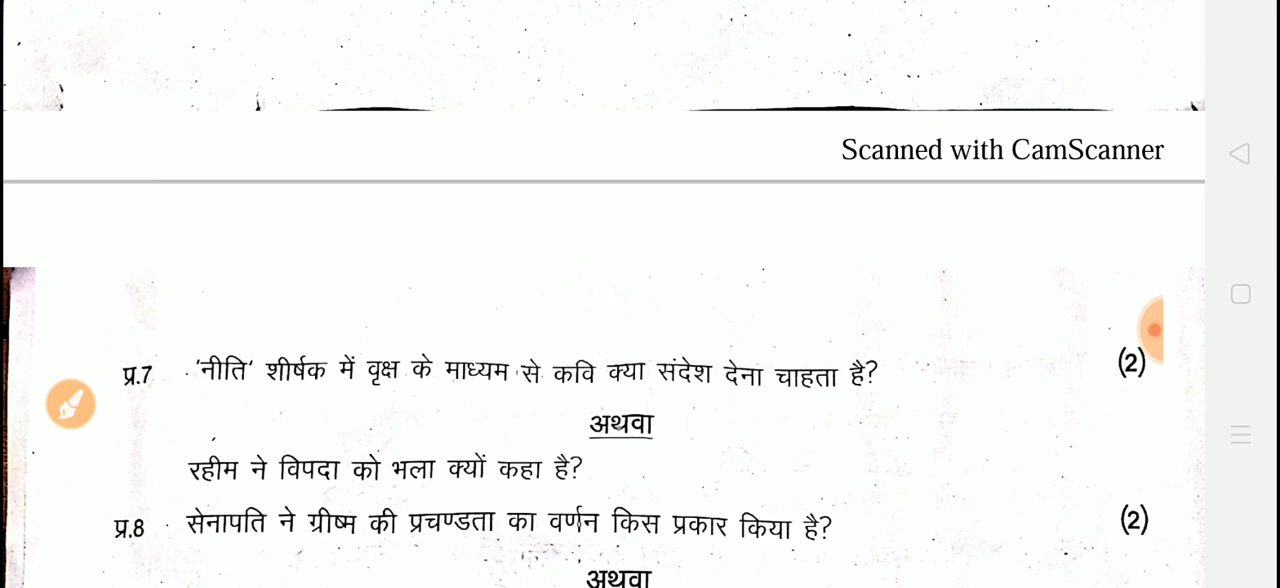 Scanned with CamScanner
प्र.7 'नीति' शीर्षक में वृक्ष के माध्यम से कवि क्या संदेश देना चाहता है? (2)
अथवा
रहीम ने विपदा को भला क्यों कहा है?
प्र.8 सेनापति ने ग्रीष्म की प्रचण्डता का वर्णन किस प्रकार किया है? (2)
अथवा